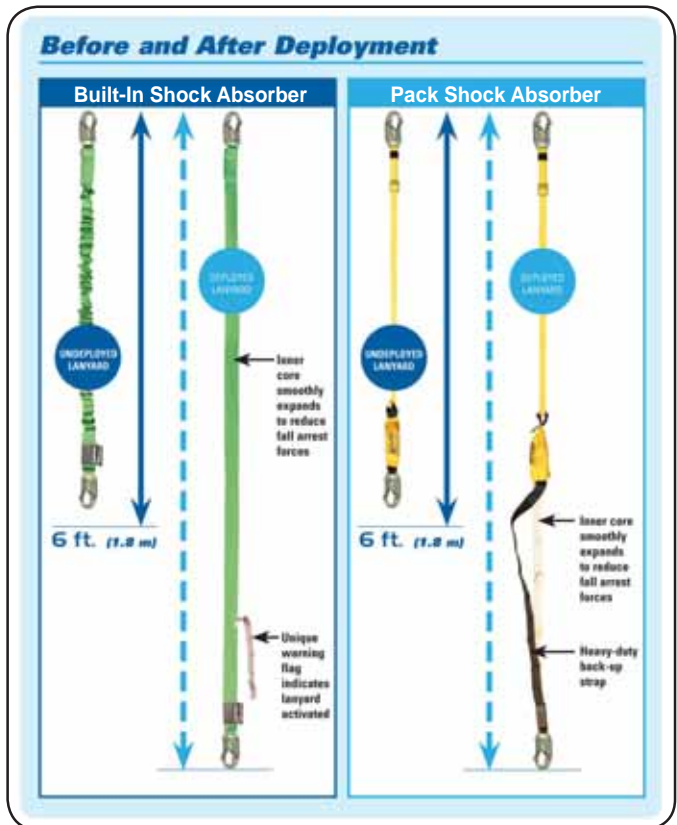 Before and After Deployment
Built-In Shock Absorber
DEPLOYED
LANYARD
UNDEPLOYED
LANYARD
Inner
core
smoothly
expands
to reduce
fall arrest
forces
6 ft. (1.8 m)
Unique
warning
flag
indicates
lanyard
activated
Pack Shock Absorber
DEPLOYED
LANYARD
UNDEPLOYED
LANYARD
6 ft. (1.8 m)
Inner core
smoothly
expands
to reduce
fall arrest
forces
Heavy-duty
back-up
strap